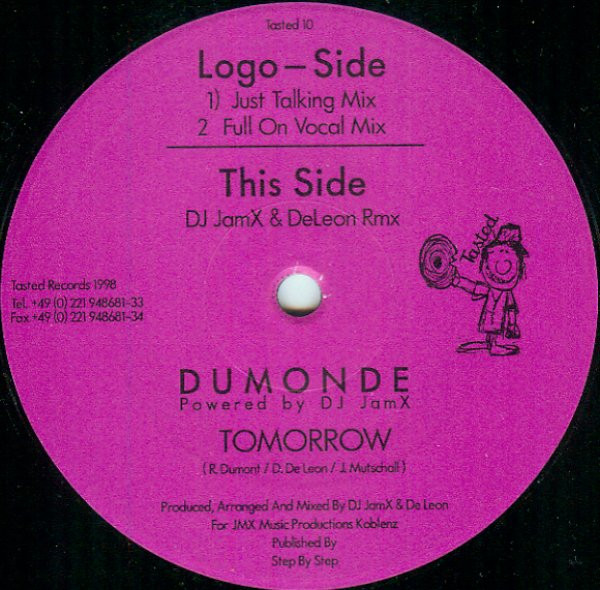 Tasted 10
Logo – Side
1) Just Talking Mix
2 Full On Vocal Mix
This Side
DJ JamX & DeLeon Rmx
Tasted
Tasted Records 1998
Tel. +49 (0) 221 948681-33
Fax +49 (0) 221 948681-34
DUMONDE
Powered by DJ JamX
TOMORROW
( R. Dumont / D. De Leon / J. Mutschall )
Produced, Arranged And Mixed By DJ JamX & De Leon
For JMX Music Productions Koblenz
Published By
Step By Step